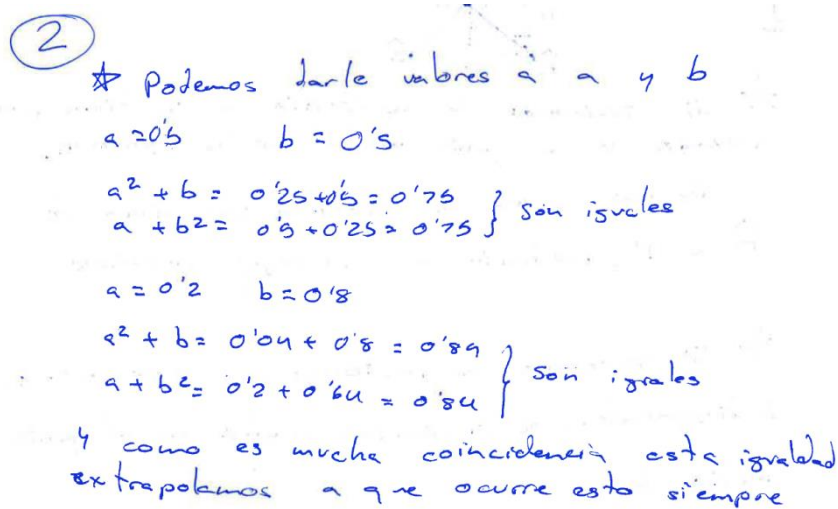 2
☆ Podemos darle valores a a y b
a = 0'5 b = 0'5
a² + b = 0'25 + 0'5 = 0'75
a + b² = 0'5 + 0'25 = 0'75 } son iguales
a = 0'2 b = 0'8
a² + b = 0'04 + 0'8 = 0'84
a + b² = 0'2 + 0'64 = 0'84 } son iguales
y como es mucha coincidencia esta igualdad
extrapolamos a que ocurre esto siempre